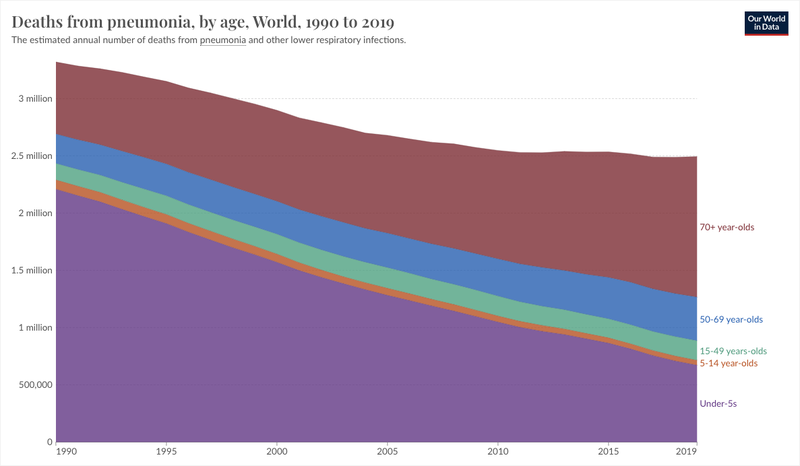 Deaths from pneumonia, by age, World, 1990 to 2019
The estimated annual number of deaths from pneumonia and other lower respiratory infections.
Our World
in Data
3 million
2.5 million
2 million
1.5 million
1 million
500,000
0
70+ year-olds
50-69 year-olds
15-49 years-olds
5-14 year-olds
Under-5s
1990
1995
2000
2005
2010
2015
2019